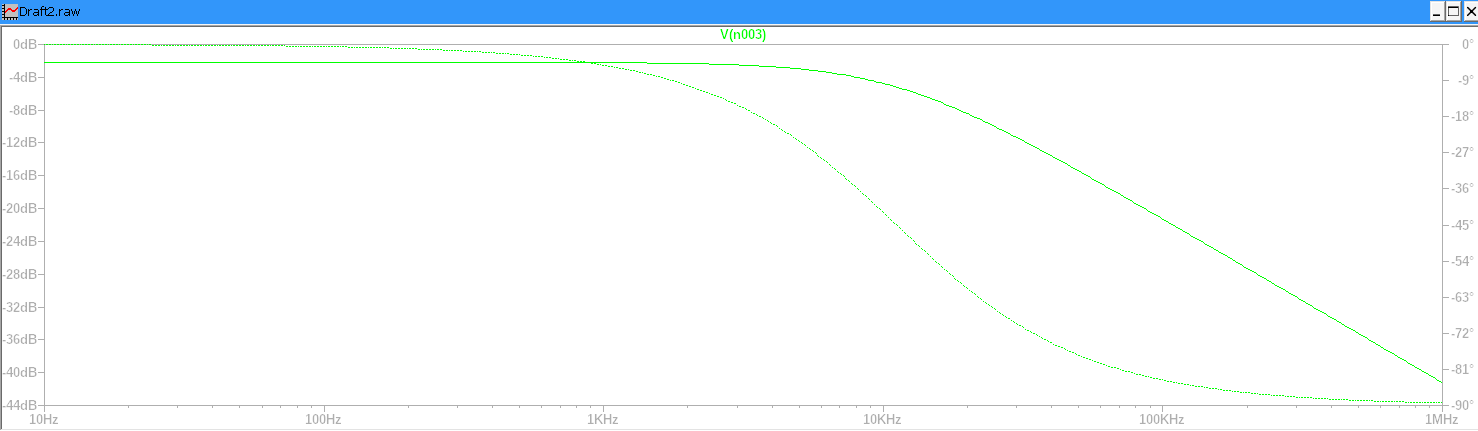 Draft2.raw
V(n003)
0dB 0°
-4dB -9°
-8dB -18°
-12dB -27°
-16dB -36°
-20dB -45°
-24dB -54°
-28dB -63°
-32dB -72°
-36dB -81°
-40dB -90°
-44dB
10Hz 100Hz 1KHz 10KHz 100KHz 1MHz